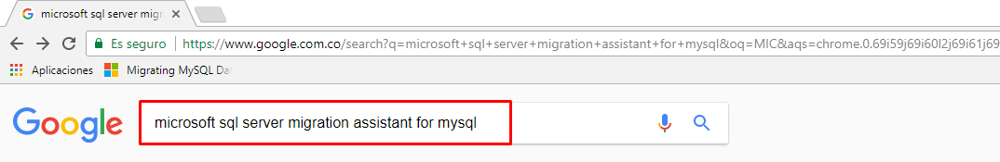 microsoft sql server migr
Es seguro
https://www.google.com.co/search?q=microsoft+sql+server+migration+assistant+for+mysql&oq=MIC&aqs=chrome.0.69i59j69i60l2j69i61j69
Aplicaciones
Migrating MySQL Dat
Google
microsoft sql server migration assistant for mysql